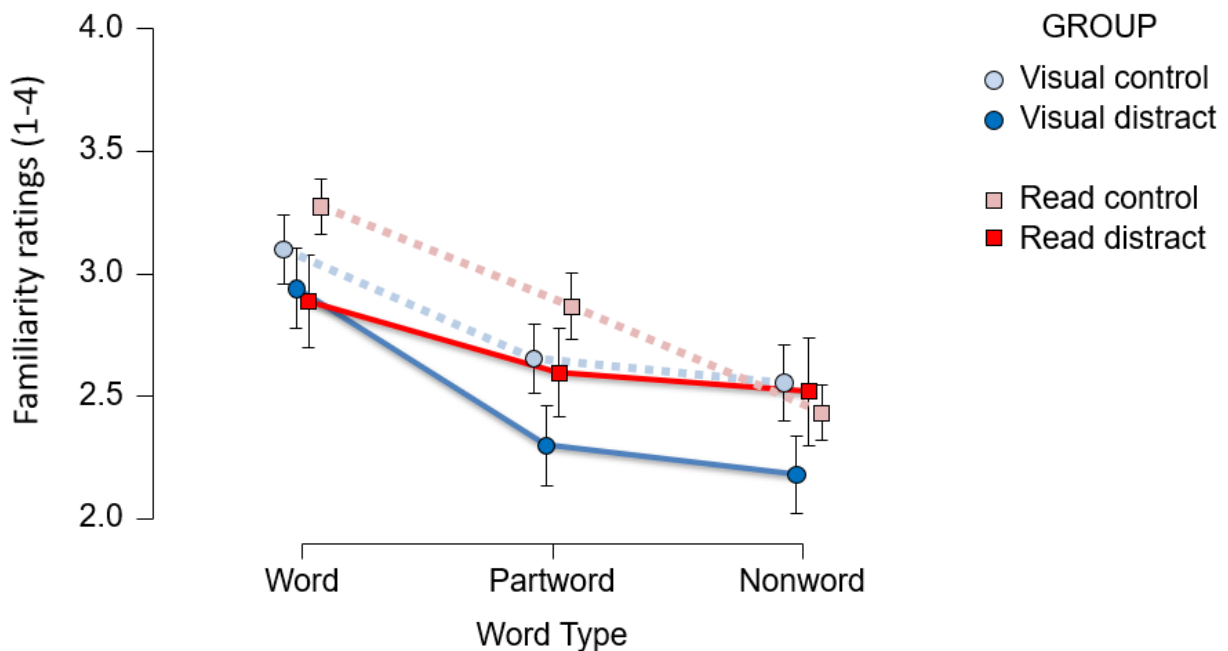 Familiarity ratings (1-4)
4.0
3.5
3.0
2.5
2.0
Word
Partword
Nonword
Word Type
GROUP
Visual control
Visual distract
Read control
Read distract